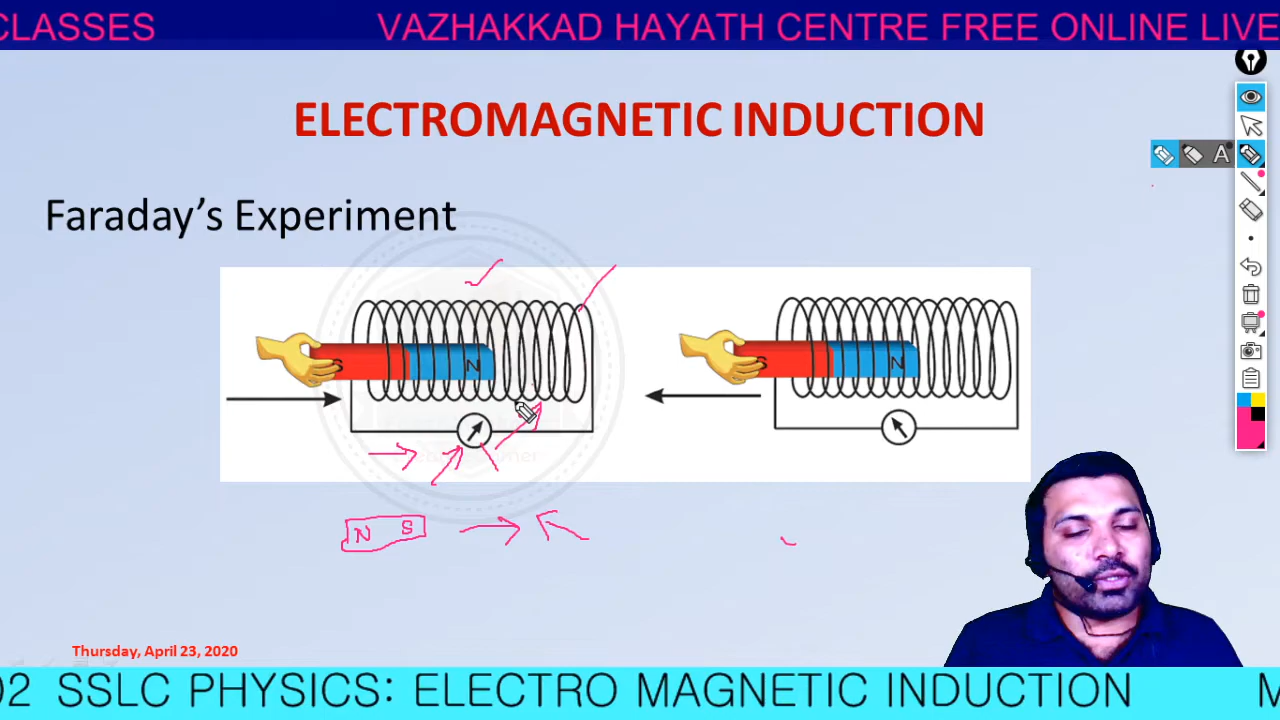 CLASSES VAZHAKKAD HAYATH CENTRE FREE ONLINE LIVE
ELECTROMAGNETIC INDUCTION
A
Faraday's Experiment
S N
S N
N S
Thursday, April 23, 2020
02 SSLC PHYSICS: ELECTRO MAGNETIC INDUCTION M